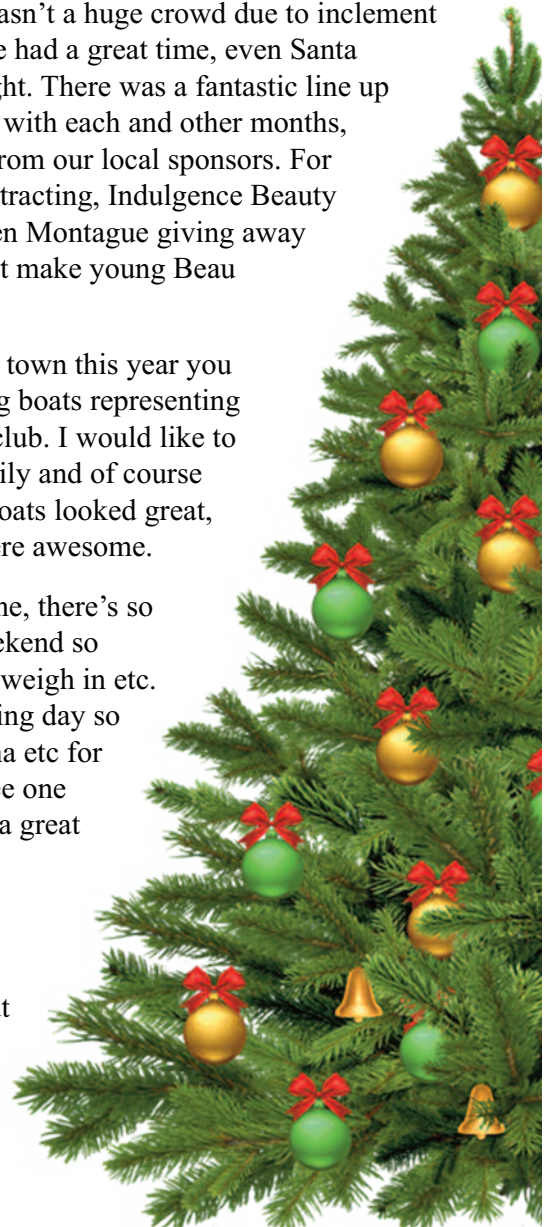 asn't a huge crowd due to inclement
e had a great time, even Santa
ght. There was a fantastic line up
with each and other months,
rom our local sponsors. For
tracting, Indulgence Beauty
en Montague giving away
t make young Beau
town this year you
g boats representing
club. I would like to
ily and of course
oats looked great,
ere awesome.
ne, there's so
ekend so
weigh in etc.
ing day so
na etc for
ee one
a great
t